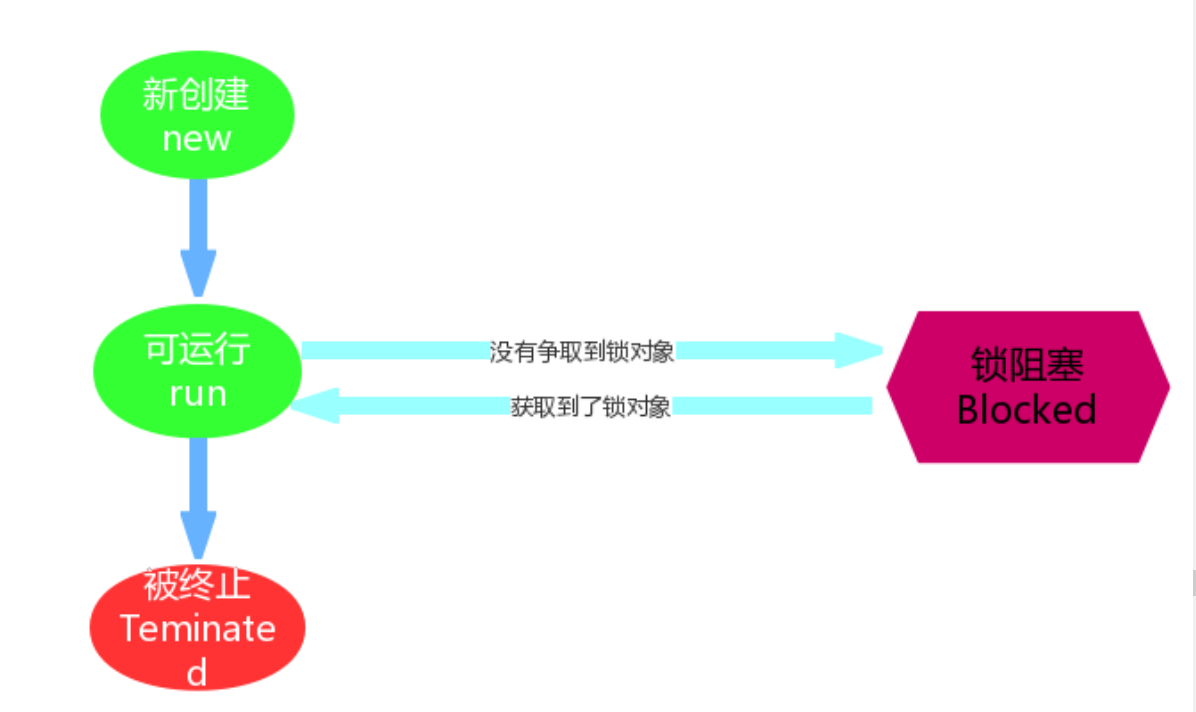 新创建
new
可运行
run
没有争取到锁对象
获取到了锁对象
锁阻塞
Blocked
被终止
Teminate
d